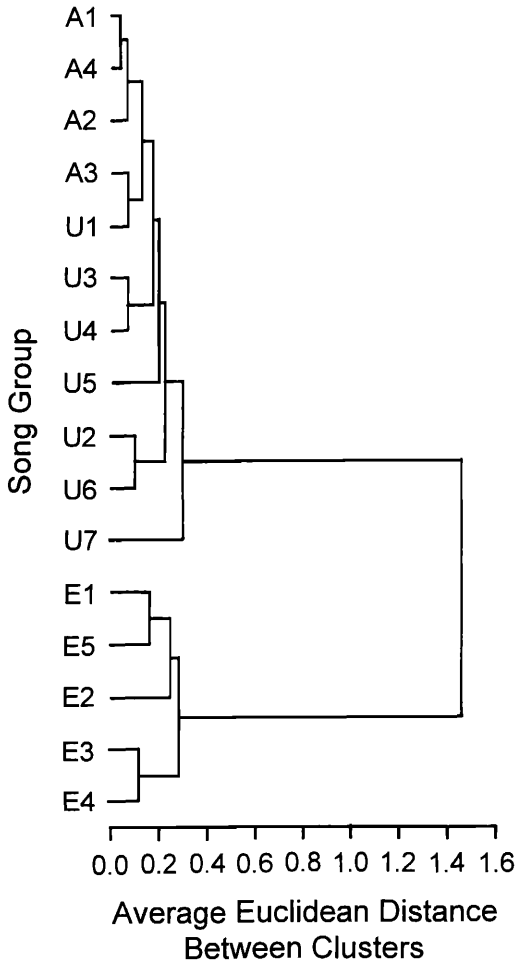 A1
A4
A2
A3
U1
U3
U4
U5
U2
U6
U7
E1
E5
E2
E3
E4
Song Group
0.0 0.2 0.4 0.6 0.8 1.0 1.2 1.4 1.6
Average Euclidean Distance
Between Clusters